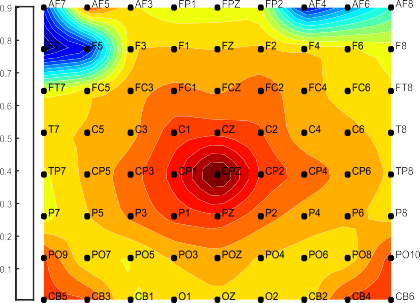 0.9 AF7 AF5 AF3 FP1 FPZ FP2 AF4 AF6 AF8
0.8 F5 F3 F1 FZ F2 F4 F6 F8
0.7
FT7 FC5 FC3 FC1 FCZ FC2 FC4 FC6 FT8
0.6
0.5 T7 C5 C3 C1 CZ C2 C4 C6 T8
0.4 TP7 CP5 CP3 CP1 CPZ CP2 CP4 CP6 TP8
0.3
P7 P5 P3 P1 PZ P2 P4 P6 P8
0.2
PO9 PO7 PO5 PO3 POZ PO4 PO6 PO8 PO10
0.1
CB5 CB3 CB1 O1 OZ O2 CB2 CB4 CB6